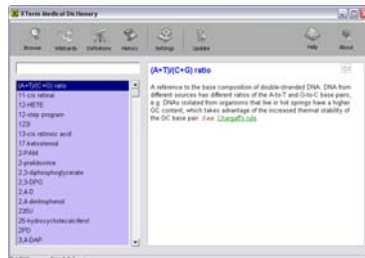 XTerm Medical Dictionary
Browse Wildcards Definitions History Settings Update Help About
(A+T)/(C+G) ratio
11-cis retinal
12-HETE
12-step program
123I
13-cis retinoic acid
17-ketosteroid
2-PAM
2-pralidoxime
2,3-diphosphoglycerate
2,3-DPG
2,4-D
2,4-dinitrophenol
235U
25-hydroxycholecalciferol
2PD
3,4-DAP
(A+T)/(C+G) ratio
A reference to the base composition of double-stranded DNA. DNA from
different sources has different ratios of the A-to-T and G-to-C base pairs,
e.g. DNAs isolated from organisms that live in hot springs have a higher
GC content, which takes advantage of the increased thermal stability of
the GC base pair. See Chargaff's rule.